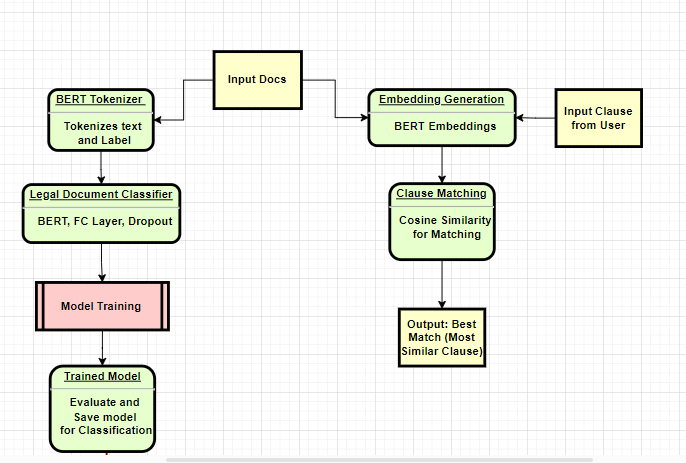 Input Docs
BERT Tokenizer
Tokenizes text
and Label
Embedding Generation
BERT Embeddings
Input Clause
from User
Legal Document Classifier
BERT, FC Layer, Dropout
Clause Matching
Cosine Similarity
for Matching
Model Training
Output: Best
Match (Most
Similar Clause)
Trained Model
Evaluate and
Save model
for Classification